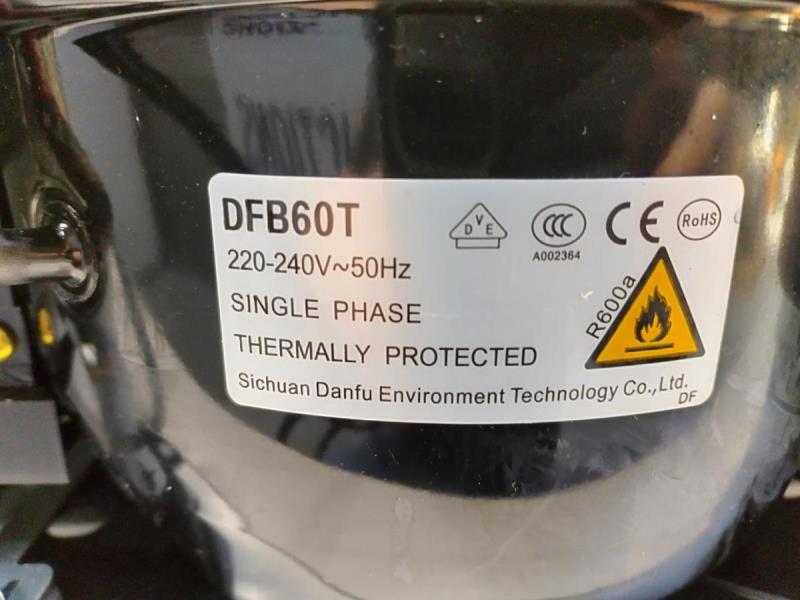 DFB60T
VDE
CCC
A002364
CE
RoHS
220-240V~50Hz
R600a
SINGLE PHASE
THERMALLY PROTECTED
Sichuan Danfu Environment Technology Co.,Ltd.
DF